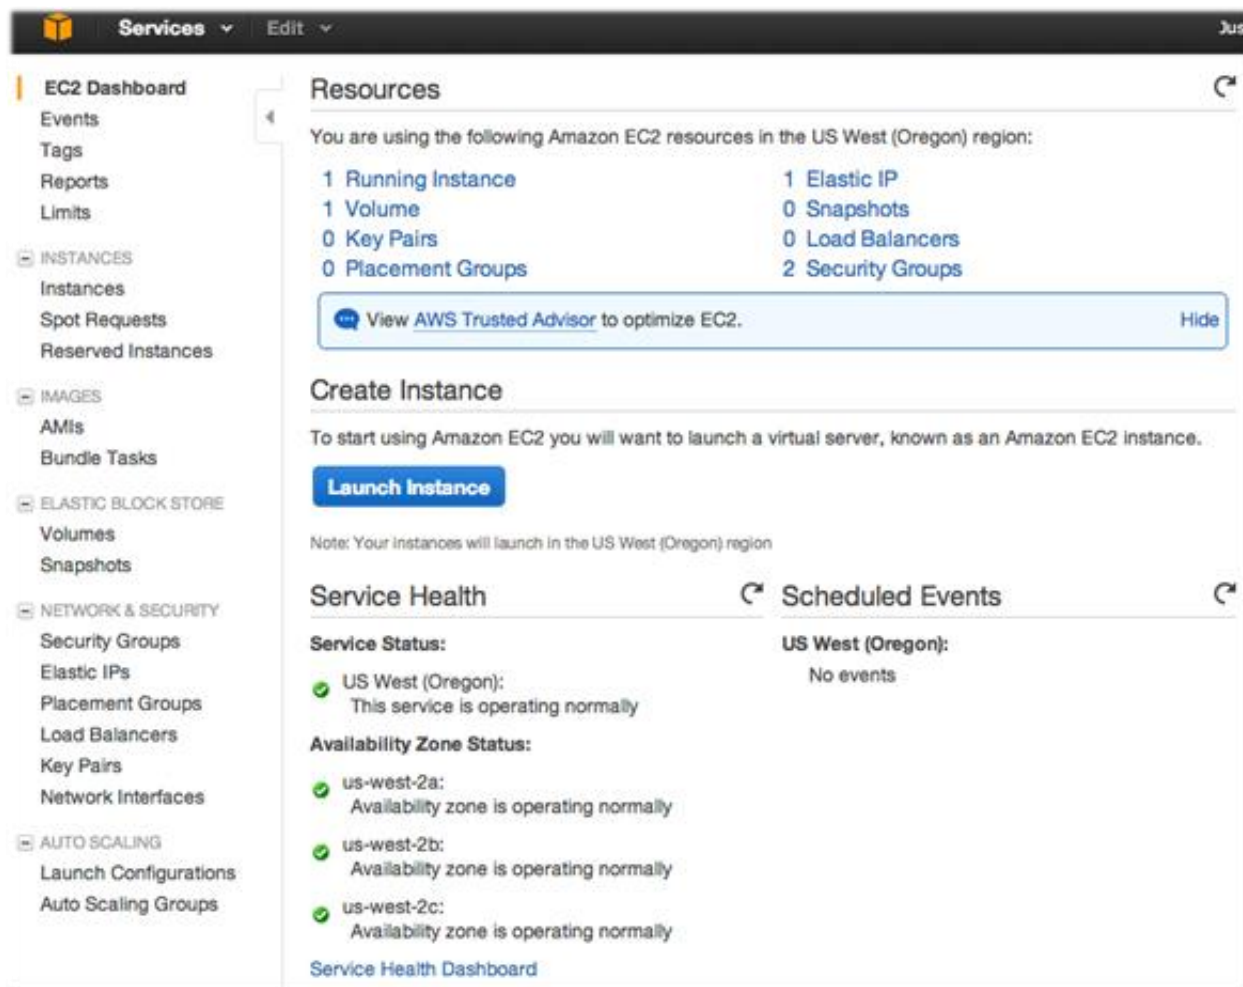 Services Edit Jus
EC2 Dashboard
Events
Tags
Reports
Limits
INSTANCES
Instances
Spot Requests
Reserved Instances
IMAGES
AMIs
Bundle Tasks
ELASTIC BLOCK STORE
Volumes
Snapshots
NETWORK & SECURITY
Security Groups
Elastic IPs
Placement Groups
Load Balancers
Key Pairs
Network Interfaces
AUTO SCALING
Launch Configurations
Auto Scaling Groups
Resources
You are using the following Amazon EC2 resources in the US West (Oregon) region:
1 Running Instance
1 Volume
0 Key Pairs
0 Placement Groups
1 Elastic IP
0 Snapshots
0 Load Balancers
2 Security Groups
View AWS Trusted Advisor to optimize EC2. Hide
Create Instance
To start using Amazon EC2 you will want to launch a virtual server, known as an Amazon EC2 instance.
Launch Instance
Note: Your instances will launch in the US West (Oregon) region
Service Health
Service Status:
US West (Oregon):
This service is operating normally
Availability Zone Status:
us-west-2a:
Availability zone is operating normally
us-west-2b:
Availability zone is operating normally
us-west-2c:
Availability zone is operating normally
Service Health Dashboard
Scheduled Events
US West (Oregon):
No events